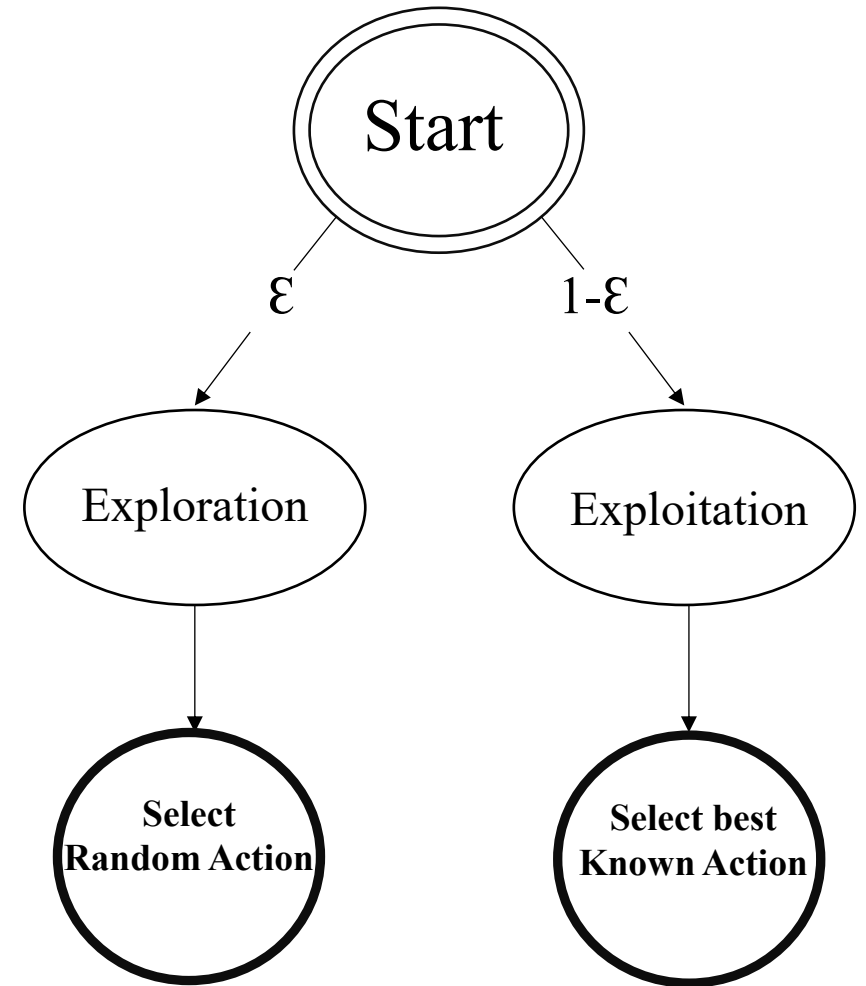 Start
ε
1-ε
Exploration
Exploitation
Select
Random Action
Select best
Known Action